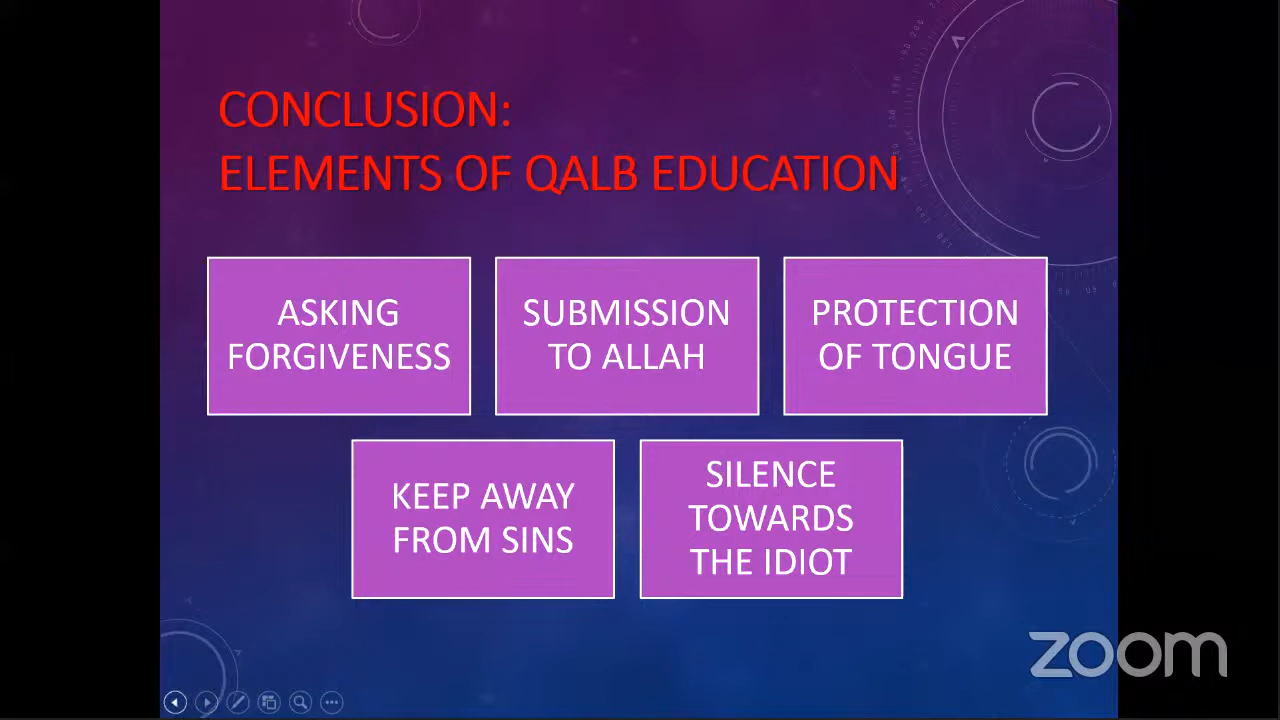 CONCLUSION:
ELEMENTS OF QALB EDUCATION
ASKING
FORGIVENESS
SUBMISSION
TO ALLAH
PROTECTION
OF TONGUE
KEEP AWAY
FROM SINS
SILENCE
TOWARDS
THE IDIOT
zoom